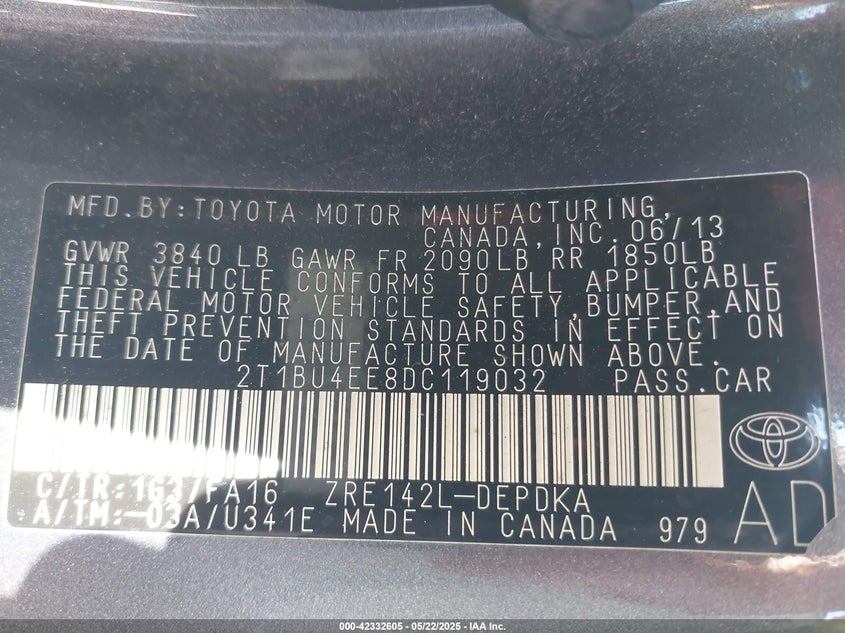 MFD.BY:TOYOTA MOTOR MANUFACTURING,
CANADA,INC. 06/13
GVWR 3840 LB GAWR FR 2090LB RR 1850LB
THIS VEHICLE CONFORMS TO ALL APPLICABLE
FEDERAL MOTOR VEHICLE SAFETY,BUMPER,AND
THEFT PREVENTION STANDARDS IN EFFECT ON
THE DATE OF MANUFACTURE SHOWN ABOVE.
2T1BU4EE8DC119032 PASS.CAR
C/TR:1G3/FA16 ZRE142L-DEPDKA
A/TM:-03A/U341E MADE IN CANADA 979
AD
000-42332605 - 05/22/2025 - IAA Inc.